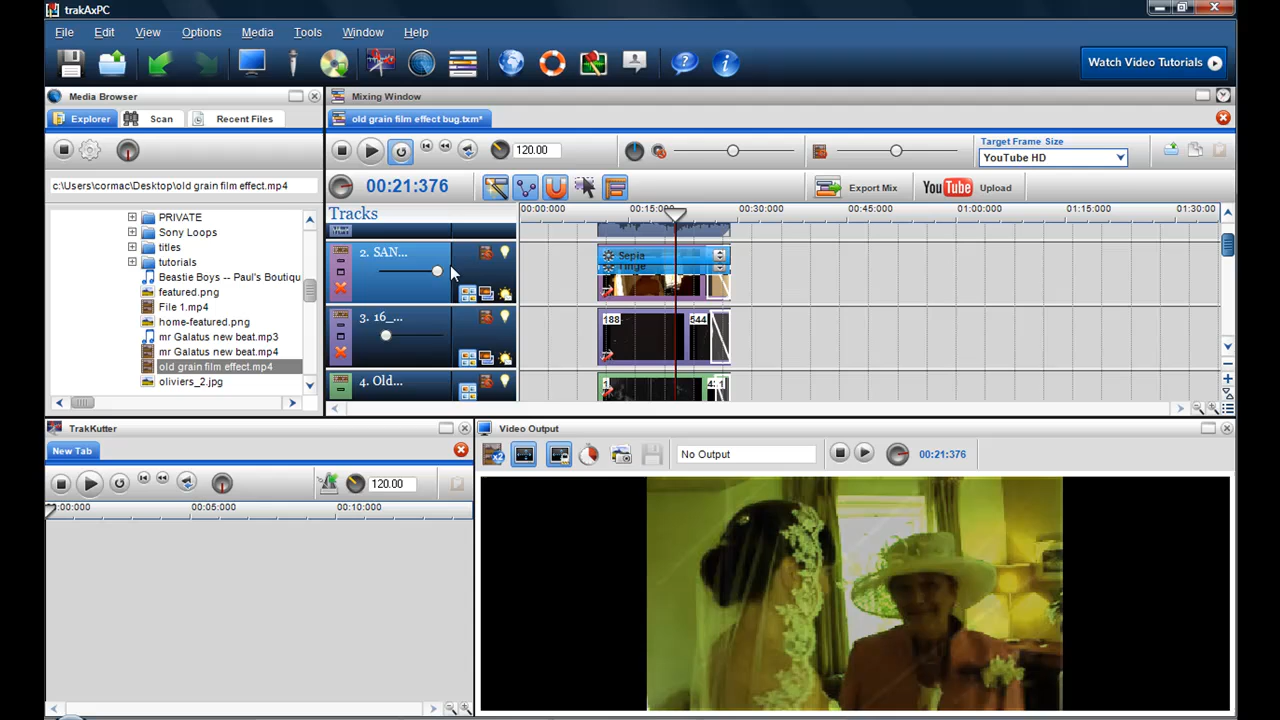 trakAxPC
File Edit View Options Media Tools Window Help
Watch Video Tutorials
Media Browser
Explorer Scan Recent Files
c:\Users\cormac\Desktop\old grain film effect.mp4
PRIVATE
Sony Loops
titles
tutorials
Beastie Boys -- Paul's Boutiqu
featured.png
File 1.mp4
home-featured.png
mr Galatus new beat.mp3
mr Galatus new beat.mp4
old grain film effect.mp4
oliviers_2.jpg
Mixing Window
old grain film effect bug.txm*
120.00
Target Frame Size
YouTube HD
00:21:376
Export Mix
YouTube Upload
Tracks
00:00:000 00:15:000 00:30:000 00:45:000 01:00:000 01:15:000 01:30:00
2. SAN...
Sepia
Tinge
3. 16_...
188 544
4. Old...
TrakKutter
New Tab
120.00
:00:000 00:05:000 00:10:000
Video Output
x2
No Output
00:21:376